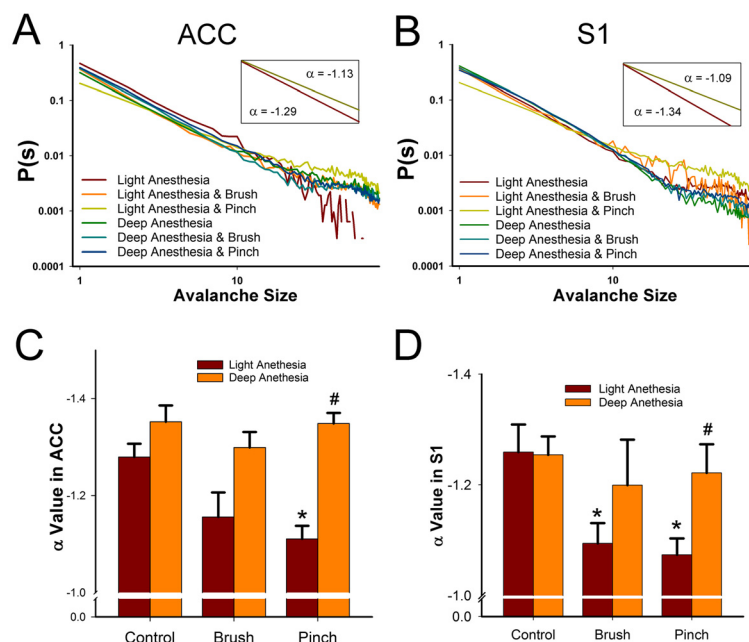 A
ACC
1
0.1
0.01
0.001
0.0001
P(s)
α = -1.13
α = -1.29
Light Anesthesia
Light Anesthesia & Brush
Light Anesthesia & Pinch
Deep Anesthesia
Deep Anesthesia & Brush
Deep Anesthesia & Pinch
1
10
Avalanche Size
B
S1
1
0.1
0.01
0.001
0.0001
P(s)
α = -1.09
α = -1.34
Light Anesthesia
Light Anesthesia & Brush
Light Anesthesia & Pinch
Deep Anesthesia
Deep Anesthesia & Brush
Deep Anesthesia & Pinch
1
10
Avalanche Size
C
Light Anethesia
Deep Anethesia
-1.4
-1.2
-1.0
0.0
α Value in ACC
*
#
Control
Brush
Pinch
D
Light Anethesia
Deep Anethesia
-1.4
-1.2
-1.0
0.0
α Value in S1
*
*
#
Control
Brush
Pinch